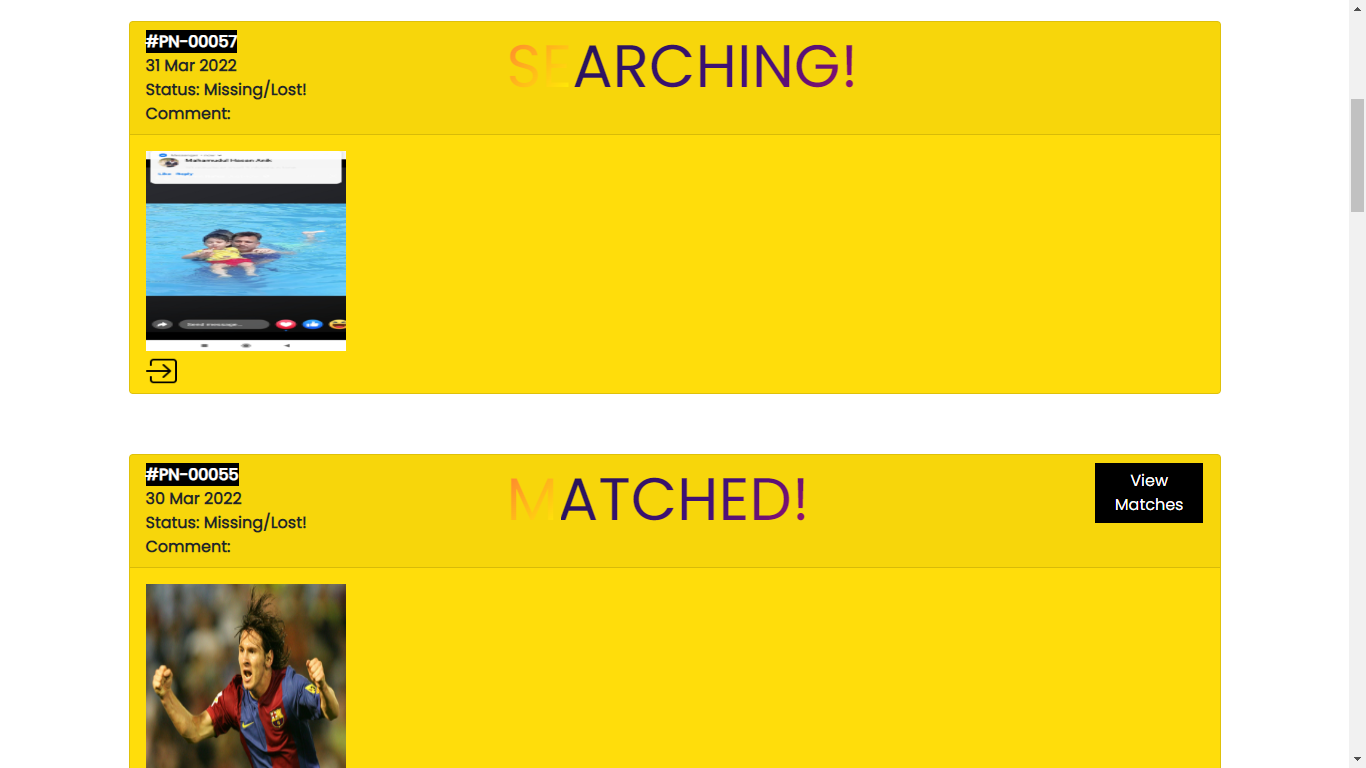 #PN-00057
31 Mar 2022
Status: Missing/Lost!
Comment:
SEARCHING!
Mahamudul Hasan Anik
Like Reply
Send message...
#PN-00055
30 Mar 2022
Status: Missing/Lost!
Comment:
MATCHED!
View
Matches